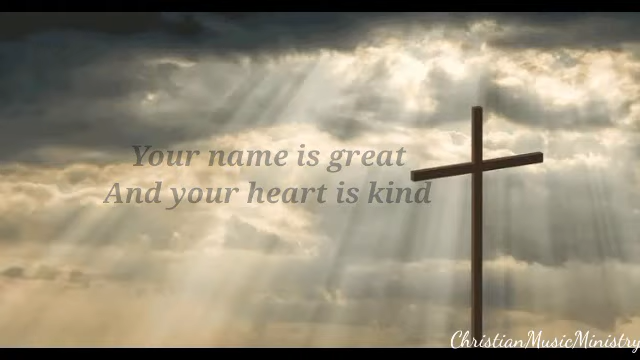 Your name is great
And your heart is kind
ChristianMusicMinistry